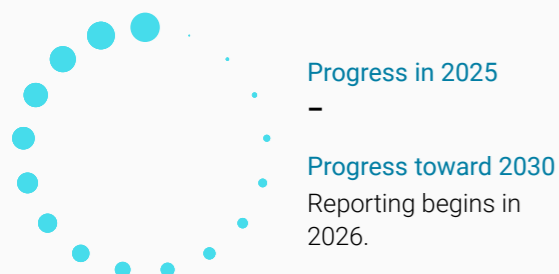 Progress in 2025
–
Progress toward 2030
Reporting begins in
2026.